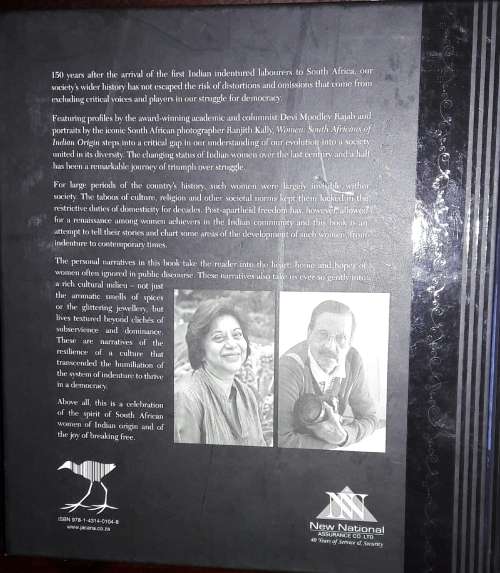 150 years after the arrival of the first Indian indentured labourers to South Africa, our
society's wider history has not escaped the risk of distortions and omissions that come from
excluding critical voices and players in our struggle for democracy.
Featuring profiles by the award-winning academic and columnist Devi Moodley Rajab and
portraits by the iconic South African photographer Ranjith Kally, Women: South Africans of
Indian Origin steps into a critical gap in our understanding of our evolution into a society
united in its diversity. The changing status of Indian women over the last century and a half
has been a remarkable journey of triumph over struggle.
For large periods of the country's history, such women were largely invisible within
society. The tabus of culture, religion and other societal norms kept them locked in the
restrictive duties of domesticity for decades. Post-apartheid freedom has, however, allowed
for a renaissance among women achievers in the Indian community and this book is an
attempt to tell their stories and chart some areas of the development of such women, from
indenture to contemporary times.
The personal narratives in this book take the reader into the heart, home and hopes of
women often ignored in public discourse. These narratives also take us ever so gently into
a rich cultural milieu – not just
the aromatic smells of spices
or the glittering jewellery, but
lives textured beyond clichés of
subservience and dominance.
These are narratives of the
resilience of a culture that
transcended the humiliation of
the system of indenture to thrive
in a democracy.
Above all, this is a celebration
of the spirit of South African
women of Indian origin and of
the joy of breaking free.
ISBN 978-1-4314-0104-8
www.jacana.co.za
New National
ASSURANCE CO. LTD.
40 Years of Service & Security